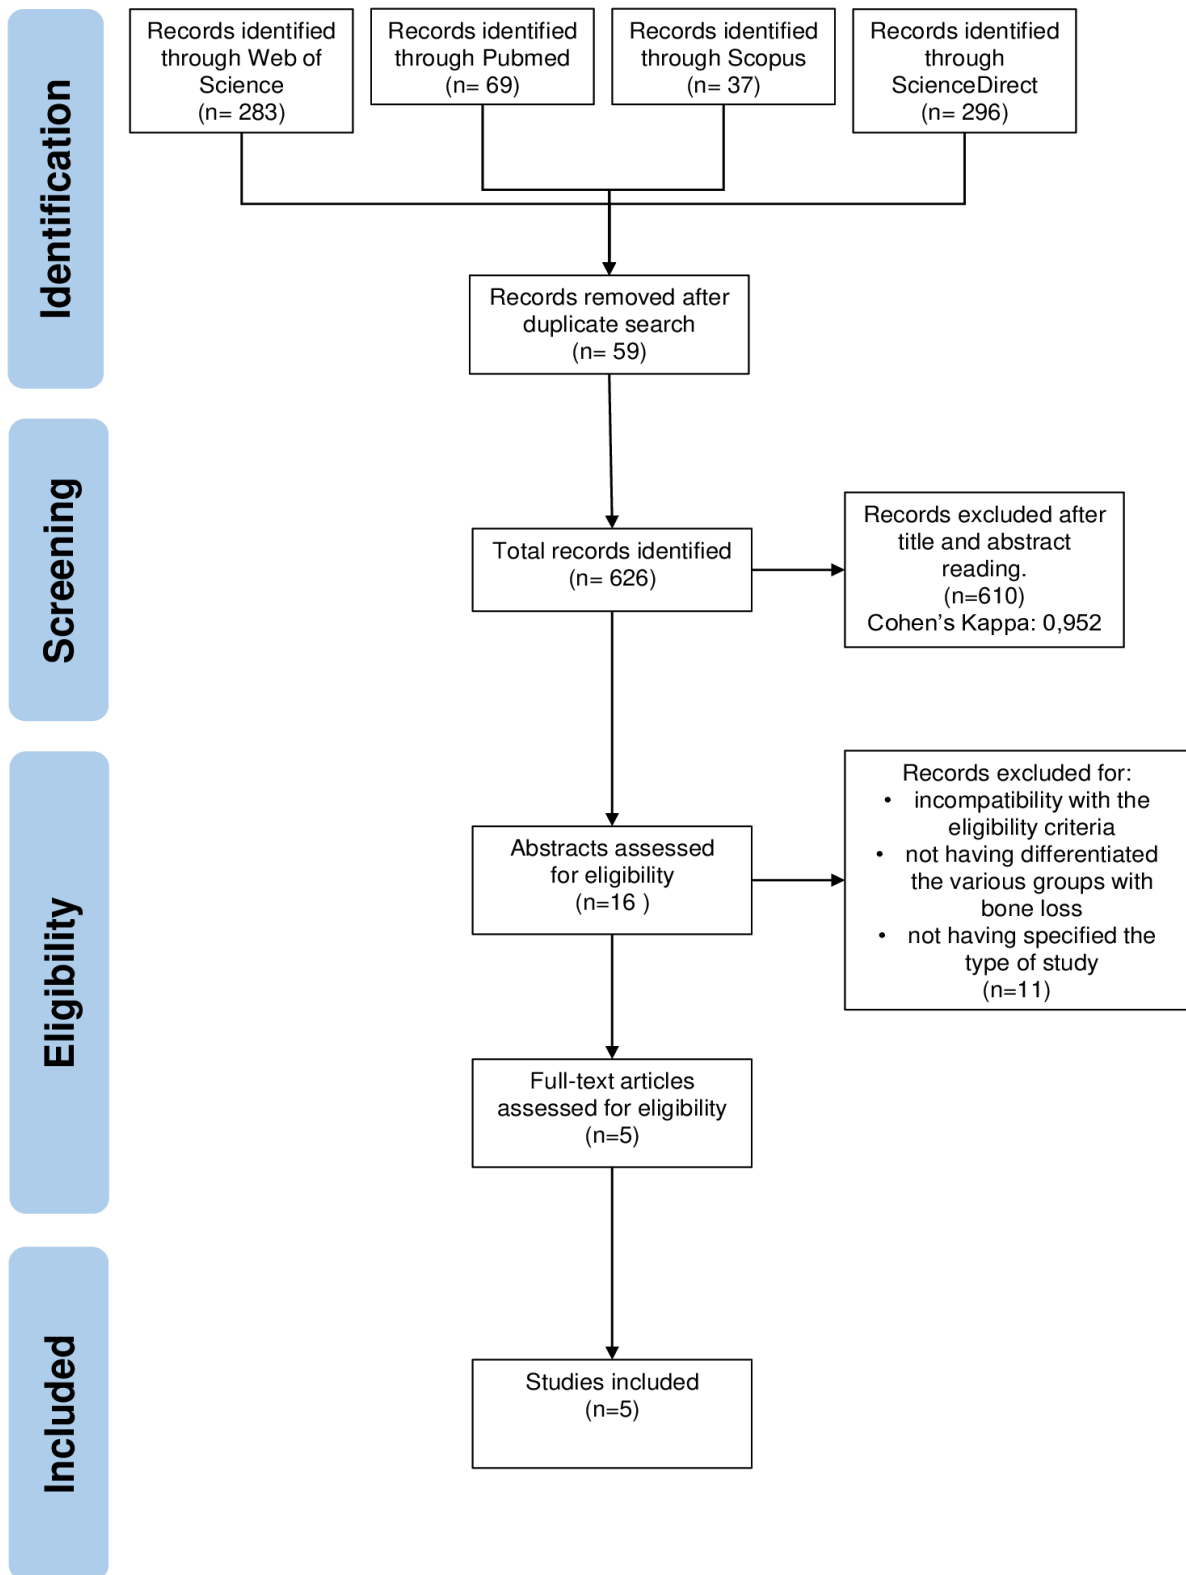 Identification
Records identified
through Web of
Science
(n= 283)
Records identified
through Pubmed
(n= 69)
Records identified
through Scopus
(n= 37)
Records identified
through
ScienceDirect
(n= 296)
Records removed after
duplicate search
(n= 59)
Screening
Total records identified
(n= 626)
Records excluded after
title and abstract
reading.
(n=610)
Cohen's Kappa: 0,952
Eligibility
Abstracts assessed
for eligibility
(n=16 )
Records excluded for:
• incompatibility with the
eligibility criteria
• not having differentiated
the various groups with
bone loss
• not having specified the
type of study
(n=11)
Full-text articles
assessed for eligibility
(n=5)
Included
Studies included
(n=5)